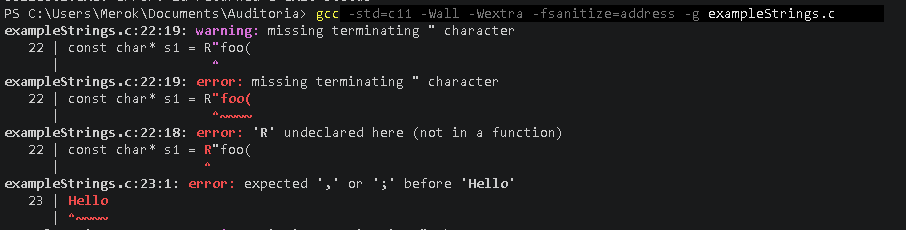 PS C:\Users\Merok\Documents\Auditoria> gcc -std=c11 -Wall -Wextra -fsanitize=address -g exampleStrings.c
exampleStrings.c:22:19: warning: missing terminating " character
   22 | const char* s1 = R"foo(
      |                   ^
exampleStrings.c:22:19: error: missing terminating " character
   22 | const char* s1 = R"foo(
      |                   ^~~~~
exampleStrings.c:22:18: error: 'R' undeclared here (not in a function)
   22 | const char* s1 = R"foo(
      |                  ^
exampleStrings.c:23:1: error: expected ',' or ';' before 'Hello'
   23 | Hello
      | ^~~~~